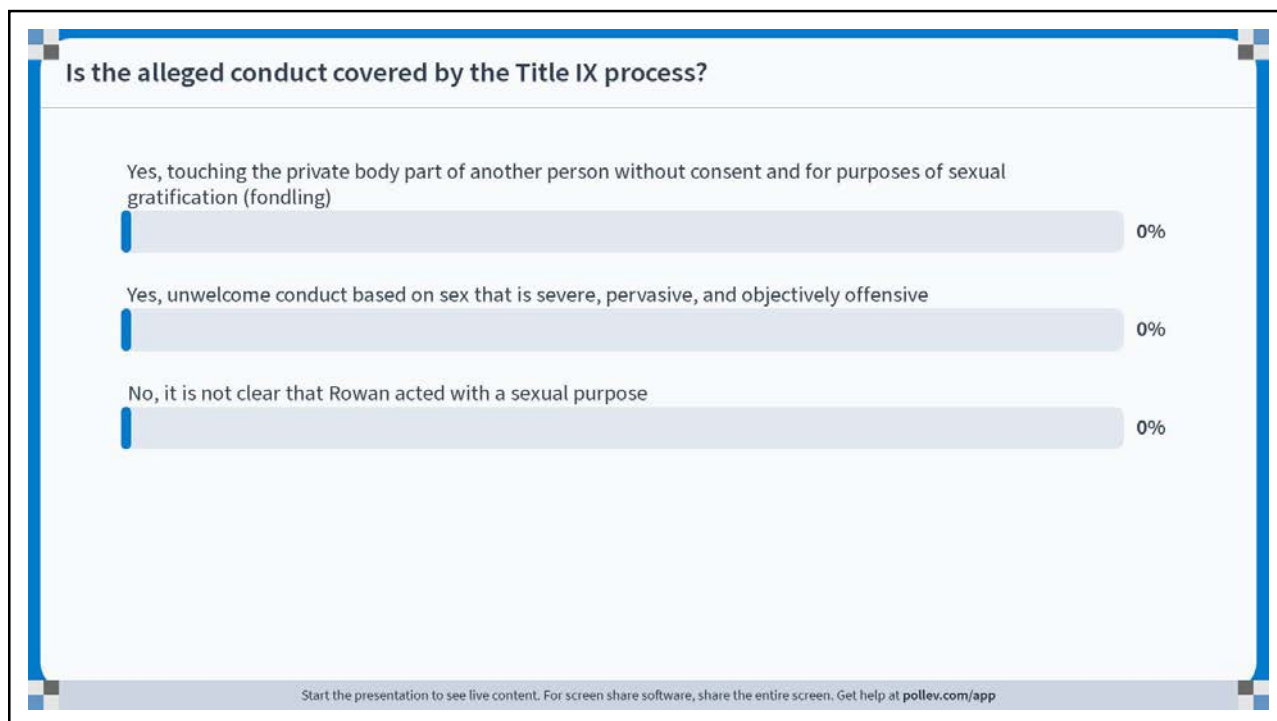 Is the alleged conduct covered by the Title IX process?
Yes, touching the private body part of another person without consent and for purposes of sexual
gratification (fondling)
0%
Yes, unwelcome conduct based on sex that is severe, pervasive, and objectively offensive
0%
No, it is not clear that Rowan acted with a sexual purpose
0%
Start the presentation to see live content. For screen share software, share the entire screen. Get help at pollev.com/app